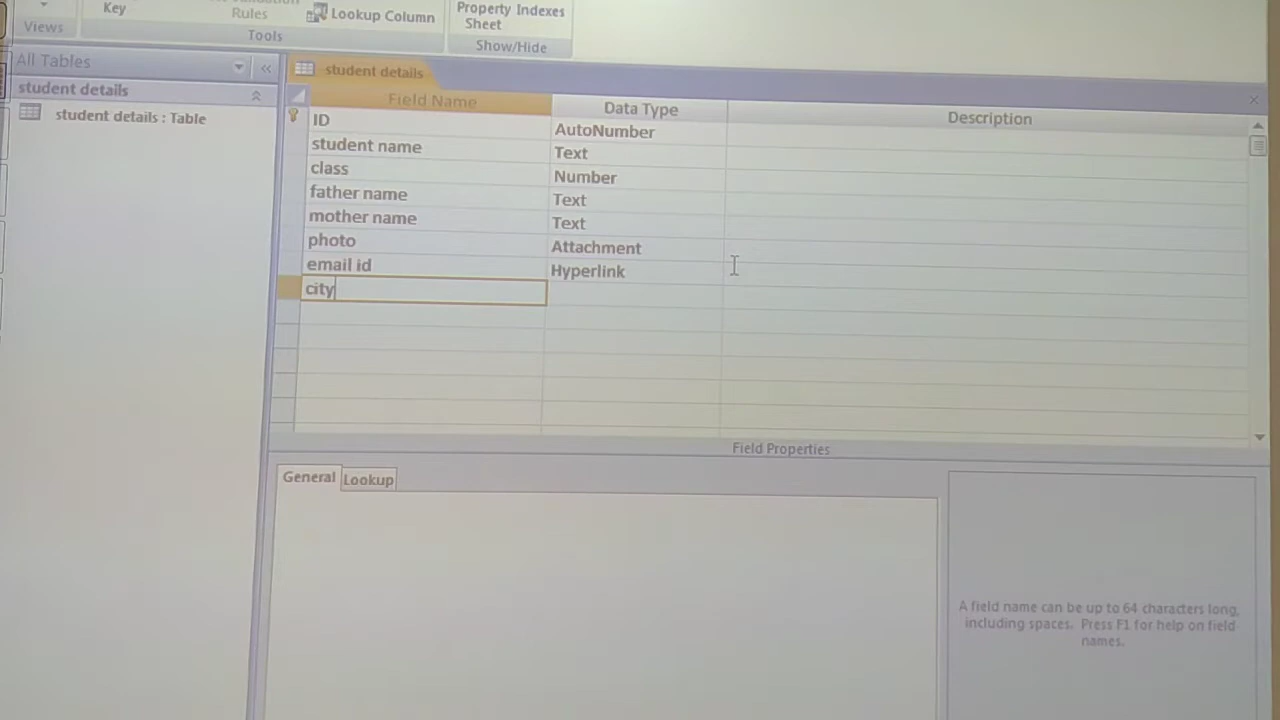 Key
Rules
Lookup Column
Property Indexes
Sheet
Views
Tools
Show/Hide
All Tables
student details
student details
student details : Table
Field Name
Data Type
Description
ID
AutoNumber
student name
Text
class
Number
father name
Text
mother name
Text
photo
Attachment
email id
Hyperlink
city
Field Properties
General
Lookup
A field name can be up to 64 characters long,
including spaces. Press F1 for help on field
names.